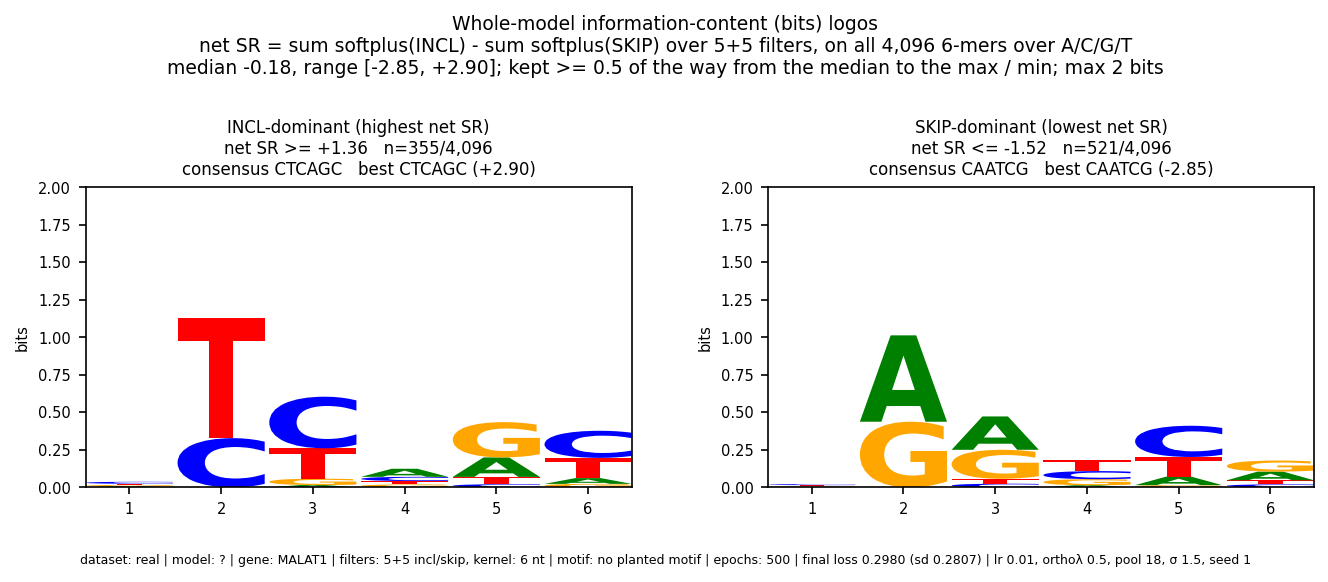 Whole-model information-content (bits) logos
net SR = sum softplus(INCL) - sum softplus(SKIP) over 5+5 filters, on all 4,096 6-mers over A/C/G/T
median -0.18, range [-2.85, +2.90]; kept >= 0.5 of the way from the median to the max / min; max 2 bits
INCL-dominant (highest net SR)
net SR >= +1.36   n=355/4,096
consensus CTCAGC   best CTCAGC (+2.90)
2.00
1.75
1.50
1.25
1.00
0.75
0.50
0.25
0.00
bits
T
C
C
T
G
A
G
A
T
C
T
A
1 2 3 4 5 6
SKIP-dominant (lowest net SR)
net SR <= -1.52   n=521/4,096
consensus CAATCG   best CAATCG (-2.85)
2.00
1.75
1.50
1.25
1.00
0.75
0.50
0.25
0.00
bits
A
G
A
G
T
C
T
C
G
C
T
A
G
A
T
1 2 3 4 5 6
dataset: real | model: ? | gene: MALAT1 | filters: 5+5 incl/skip, kernel: 6 nt | motif: no planted motif | epochs: 500 | final loss 0.2980 (sd 0.2807) | lr 0.01, orthoλ 0.5, pool 18, σ 1.5, seed 1